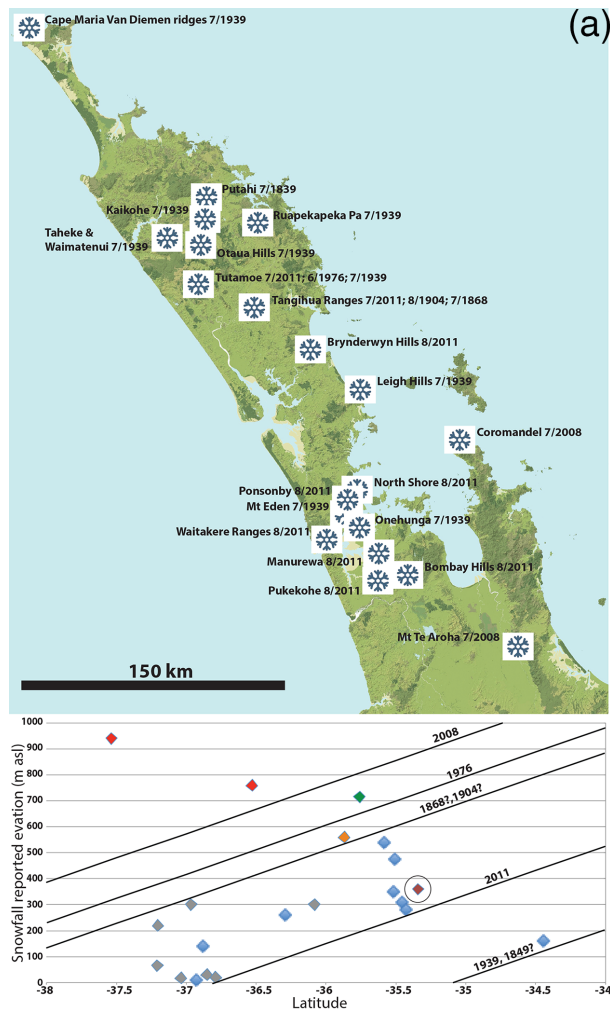 (a)
Cape Maria Van Diemen ridges 7/1939
Putahi 7/1839
Kaikohe 7/1939
Ruapekapeka Pa 7/1939
Taheke &
Waimatenui 7/1939
Otaua Hills 7/1939
Tutamoe 7/2011; 6/1976; 7/1939
Tangihua Ranges 7/2011; 8/1904; 7/1868
Brynderwyn Hills 8/2011
Leigh Hills 7/1939
Coromandel 7/2008
North Shore 8/2011
Ponsonby 8/2011
Mt Eden 7/1939
Onehunga 7/1939
Waitakere Ranges 8/2011
Manurewa 8/2011
Bombay Hills 8/2011
Pukekohe 8/2011
Mt Te Aroha 7/2008
150 km
Snowfall reported evation (m asl)
1000
900
800
700
600
500
400
300
200
100
0
2008
1976
1868?,1904?
2011
1939, 1849?
-38
-37.5
-37
-36.5
-36
-35.5
-35
-34.5
-34
Latitude